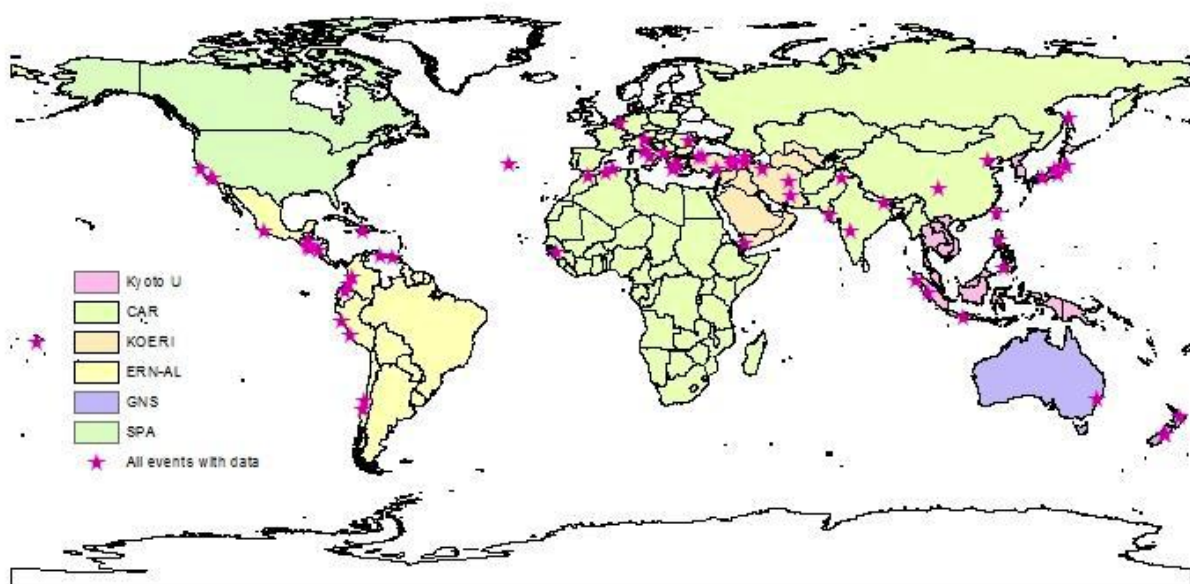 Kyoto U
CAR
KOERI
ERN-AL
GNS
SPA
All events with data